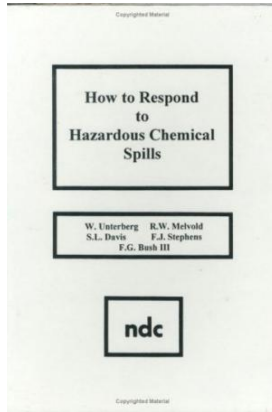 Copyrighted Material
How to Respond
to
Hazardous Chemical
Spills
W. Unterberg R.W. Melvold
S.L. Davis F.J. Stephens
F.G. Bush III
ndc
Copyrighted Material